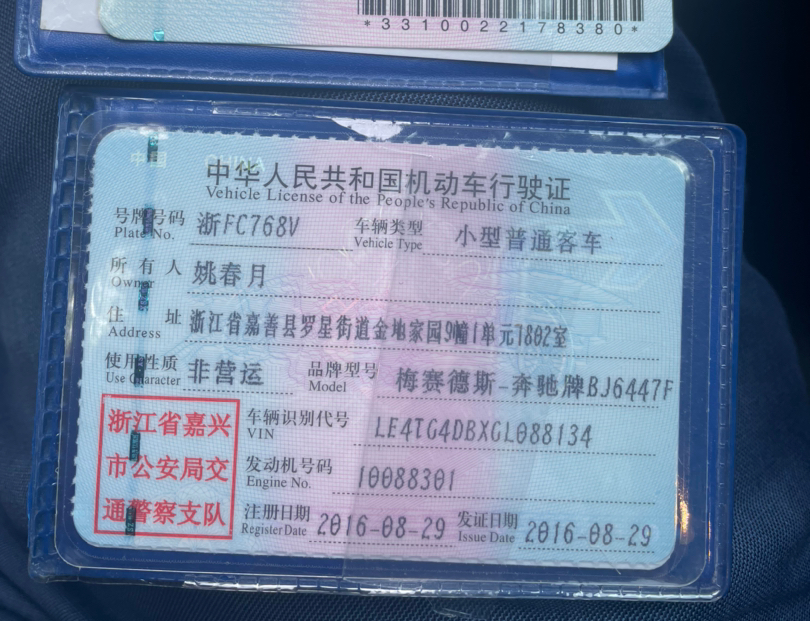 *3310022178380*
中华人民共和国机动车行驶证
Vehicle License of the People's Republic of China
号牌号码 浙FC768V 车辆类型 小型普通客车
Plate No. Vehicle Type
所有人 姚春月
Owner
住址 浙江省嘉善县罗星街道金地家园9幢1单元1802室
Address
使用性质 非营运 品牌型号 梅赛德斯-奔驰牌BJ6447F
Use Character Model
浙江省嘉兴
市公安局交
通警察支队
车辆识别代号 LE4TG4DBXGL088134
VIN
发动机号码 10088301
Engine No.
注册日期 2016-08-29 发证日期 2016-08-29
Register Date Issue Date